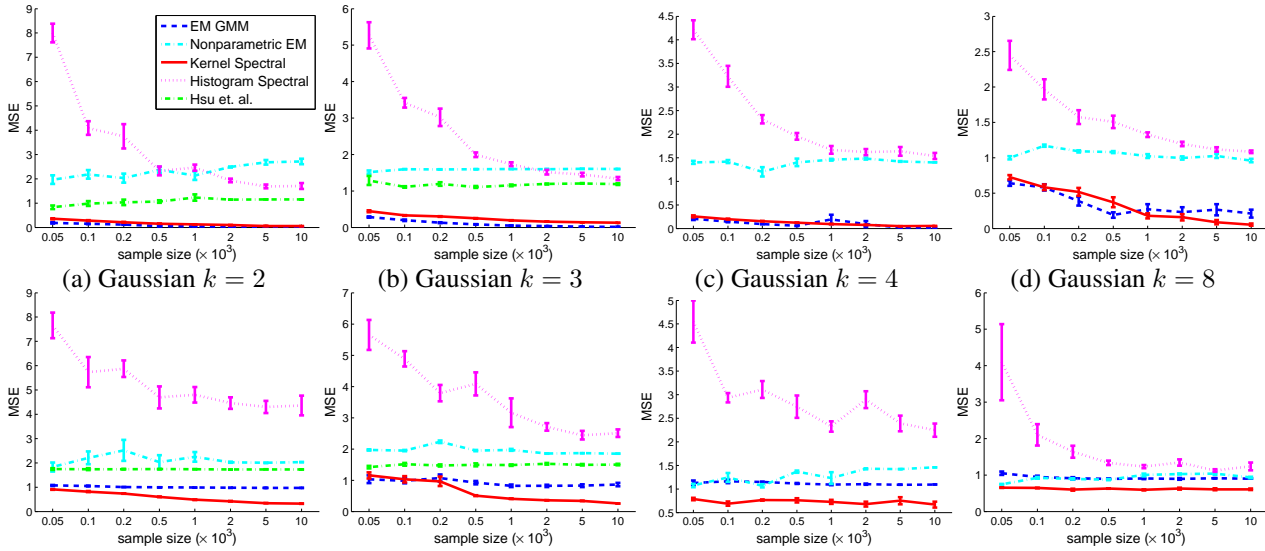 9
8
7
6
5
4
3
2
1
0
MSE
EM GMM
Nonparametric EM
Kernel Spectral
Histogram Spectral
Hsu et. al.
0.05 0.1 0.2 0.5 1 2 5 10
sample size (× 10³)
(a) Gaussian k = 2
6
5
4
3
2
1
0
MSE
0.05 0.1 0.2 0.5 1 2 5 10
sample size (× 10³)
(b) Gaussian k = 3
4.5
4
3.5
3
2.5
2
1.5
1
0.5
0
MSE
0.05 0.1 0.2 0.5 1 2 5 10
sample size (× 10³)
(c) Gaussian k = 4
3
2.5
2
1.5
1
0.5
0
MSE
0.05 0.1 0.2 0.5 1 2 5 10
sample size (× 10³)
(d) Gaussian k = 8
9
8
7
6
5
4
3
2
1
0
MSE
0.05 0.1 0.2 0.5 1 2 5 10
sample size (× 10³)
7
6
5
4
3
2
1
0
MSE
0.05 0.1 0.2 0.5 1 2 5 10
sample size (× 10³)
5
4.5
4
3.5
3
2.5
2
1.5
1
0.5
MSE
0.05 0.1 0.2 0.5 1 2 5 10
sample size (× 10³)
6
5
4
3
2
1
0
MSE
0.05 0.1 0.2 0.5 1 2 5 10
sample size (× 10³)